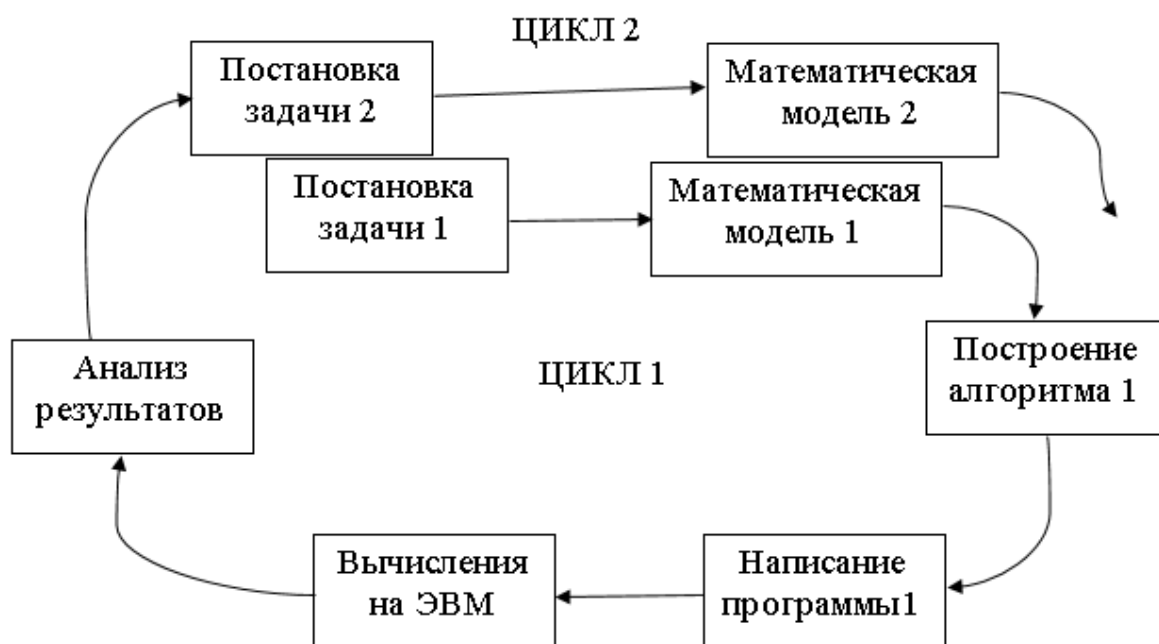 ЦИКЛ 2
Постановка
задачи 2
Математическая
модель 2
Постановка
задачи 1
Математическая
модель 1
Анализ
результатов
ЦИКЛ 1
Построение
алгоритма 1
Вычисления
на ЭВМ
Написание
программы1